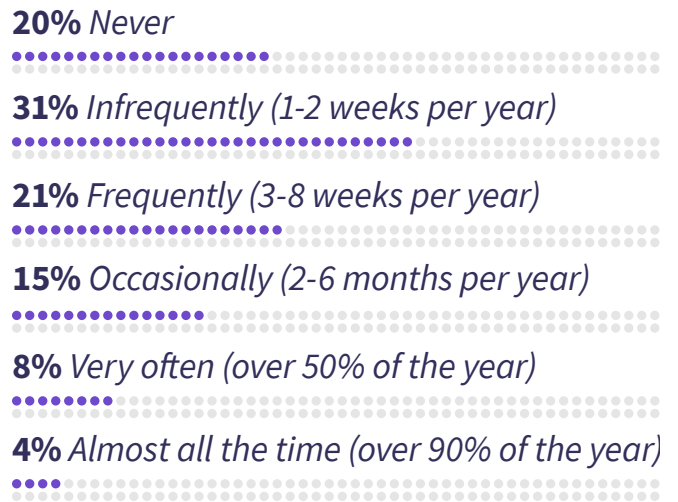 20% Never
31% Infrequently (1-2 weeks per year)
21% Frequently (3-8 weeks per year)
15% Occasionally (2-6 months per year)
8% Very often (over 50% of the year)
4% Almost all the time (over 90% of the year)